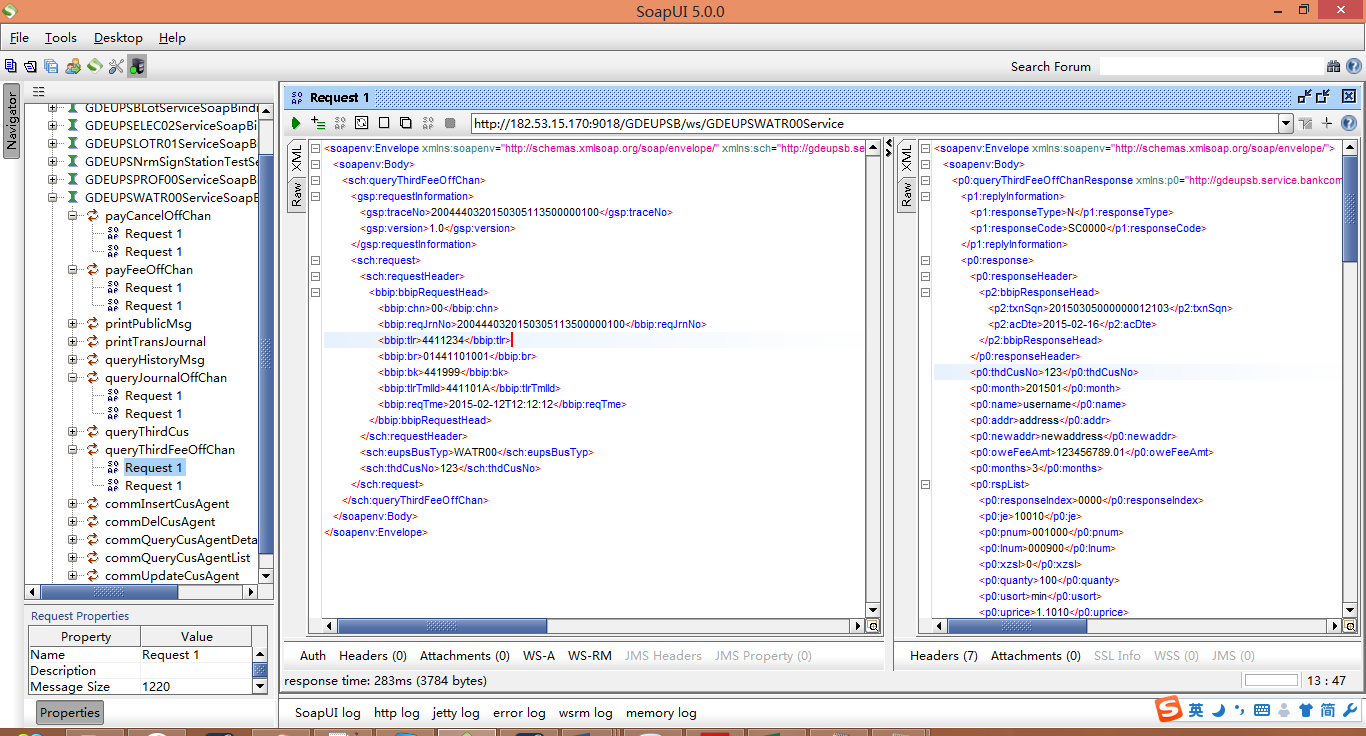 SoapUI 5.0.0
File Tools Desktop Help
Search Forum
Navigator
GDEUPSBLotServiceSoapBindi
GDEUPSELEC02ServiceSoapBi
GDEUPSLOTR01ServiceSoapB
GDEUPSNrmSignStationTestSe
GDEUPSPROF00ServiceSoapB
GDEUPSWATR00ServiceSoapE
payCancelOffChan
Request 1
Request 1
payFeeOffChan
Request 1
Request 1
printPublicMsg
printTransJournal
queryHistoryMsg
queryJournalOffChan
Request 1
Request 1
queryThirdCus
queryThirdFeeOffChan
Request 1
Request 1
commInsertCusAgent
commDelCusAgent
commQueryCusAgentDeta
commQueryCusAgentList
commUpdateCusAgent
Request Properties
Property Value
Name Request 1
Description
Message Size 1220
Properties
Request 1
http://182.53.15.170:9018/GDEUPSB/ws/GDEUPSWATR00Service
XML
Raw
<soapenv:Envelope xmlns:soapenv="http://schemas.xmlsoap.org/soap/envelope/" xmlns:sch="http://gdeupsb.se
<soapenv:Body>
<sch:queryThirdFeeOffChan>
<gsp:requestInformation>
<gsp:traceNo>2004440320150305113500000100</gsp:traceNo>
<gsp:version>1.0</gsp:version>
</gsp:requestInformation>
<sch:request>
<sch:requestHeader>
<bbip:bbipRequestHead>
<bbip:chn>00</bbip:chn>
<bbip:reqJrnNo>2004440320150305113500000100</bbip:reqJrnNo>
<bbip:tlr>4411234</bbip:tlr>
<bbip:br>01441101001</bbip:br>
<bbip:bk>441999</bbip:bk>
<bbip:tlrTmlId>441101A</bbip:tlrTmlId>
<bbip:reqTme>2015-02-12T12:12:12</bbip:reqTme>
</bbip:bbipRequestHead>
</sch:requestHeader>
<sch:eupsBusTyp>WATR00</sch:eupsBusTyp>
<sch:thdCusNo>123</sch:thdCusNo>
</sch:request>
</sch:queryThirdFeeOffChan>
</soapenv:Body>
</soapenv:Envelope>
Auth Headers (0) Attachments (0) WS-A WS-RM JMS Headers JMS Property (0)
XML
Raw
<soapenv:Envelope xmlns:soapenv="http://schemas.xmlsoap.org/soap/envelope/">
<soapenv:Body>
<p0:queryThirdFeeOffChanResponse xmlns:p0="http://gdeupsb.service.bankcom
<p1:replyInformation>
<p1:responseType>N</p1:responseType>
<p1:responseCode>SC0000</p1:responseCode>
</p1:replyInformation>
<p0:response>
<p0:responseHeader>
<p2:bbipResponseHead>
<p2:txnSqn>20150305000000012103</p2:txnSqn>
<p2:acDte>2015-02-16</p2:acDte>
</p2:bbipResponseHead>
</p0:responseHeader>
<p0:thdCusNo>123</p0:thdCusNo>
<p0:month>201501</p0:month>
<p0:name>username</p0:name>
<p0:addr>address</p0:addr>
<p0:newaddr>newaddress</p0:newaddr>
<p0:oweFeeAmt>123456789.01</p0:oweFeeAmt>
<p0:months>3</p0:months>
<p0:rspList>
<p0:responseIndex>0000</p0:responseIndex>
<p0:je>10010</p0:je>
<p0:pnum>001000</p0:pnum>
<p0:lnum>000900</p0:lnum>
<p0:xzsl>0</p0:xzsl>
<p0:quanty>100</p0:quanty>
<p0:usort>min</p0:usort>
<p0:uprice>1.1010</p0:uprice>
Headers (7) Attachments (0) SSL Info WSS (0) JMS (0)
response time: 283ms (3784 bytes)
13 : 47
SoapUI log http log jetty log error log wsrm log memory log
英 简